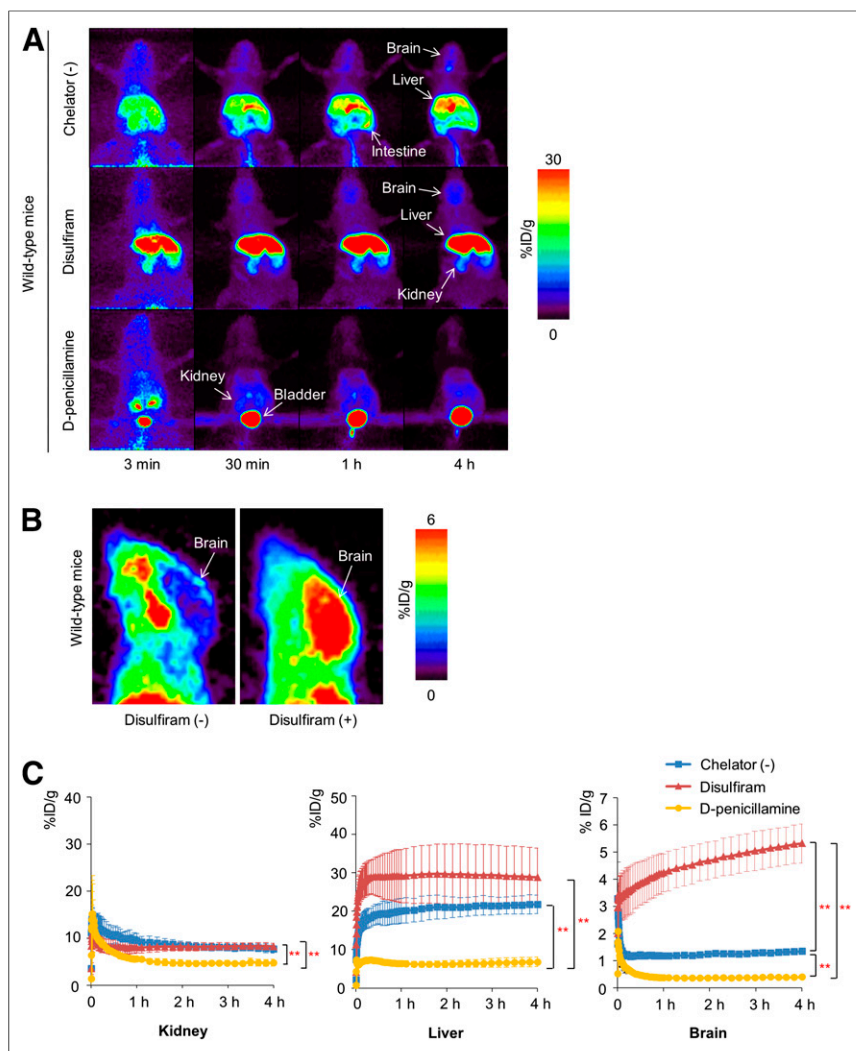 A
Wild-type mice
Chelator (-)
Brain
Liver
Intestine
Disulfiram
Brain
Liver
Kidney
D-penicillamine
Kidney
Bladder
3 min
30 min
1 h
4 h
30
%ID/g
0
B
Wild-type mice
Brain
Brain
Disulfiram (-)
Disulfiram (+)
6
%ID/g
0
C
Chelator (-)
Disulfiram
D-penicillamine
%ID/g
40
30
20
10
0
0
1 h
2 h
3 h
4 h
**
**
Kidney
%ID/g
50
40
30
20
10
0
0
1 h
2 h
3 h
4 h
**
**
Liver
% ID/g
7
6
5
4
3
2
1
0
0
1 h
2 h
3 h
4 h
**
**
**
Brain